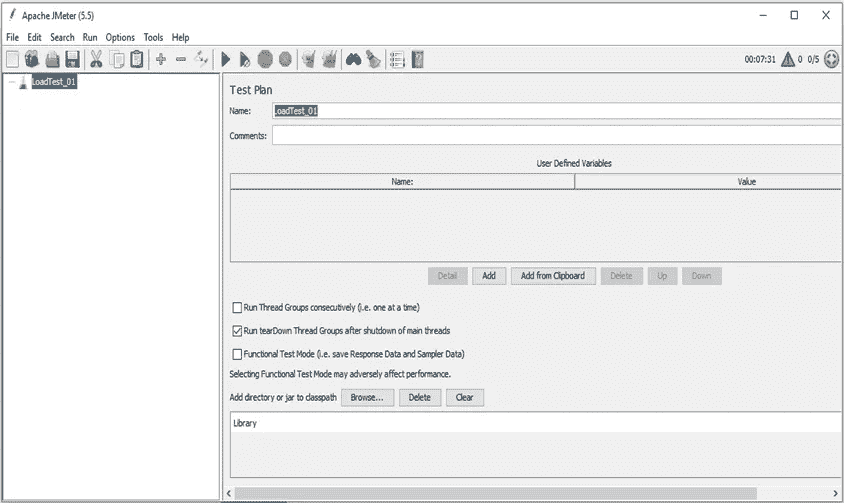 Apache JMeter (5.5)
File Edit Search Run Options Tools Help
00:07:31 0 0/5
LoadTest_01
Test Plan
Name: LoadTest_01
Comments:
User Defined Variables
Name: Value
Detail Add Add from Clipboard Delete Up Down
Run Thread Groups consecutively (i.e. one at a time)
Run tearDown Thread Groups after shutdown of main threads
Functional Test Mode (i.e. save Response Data and Sampler Data)
Selecting Functional Test Mode may adversely affect performance.
Add directory or jar to classpath Browse... Delete Clear
Library